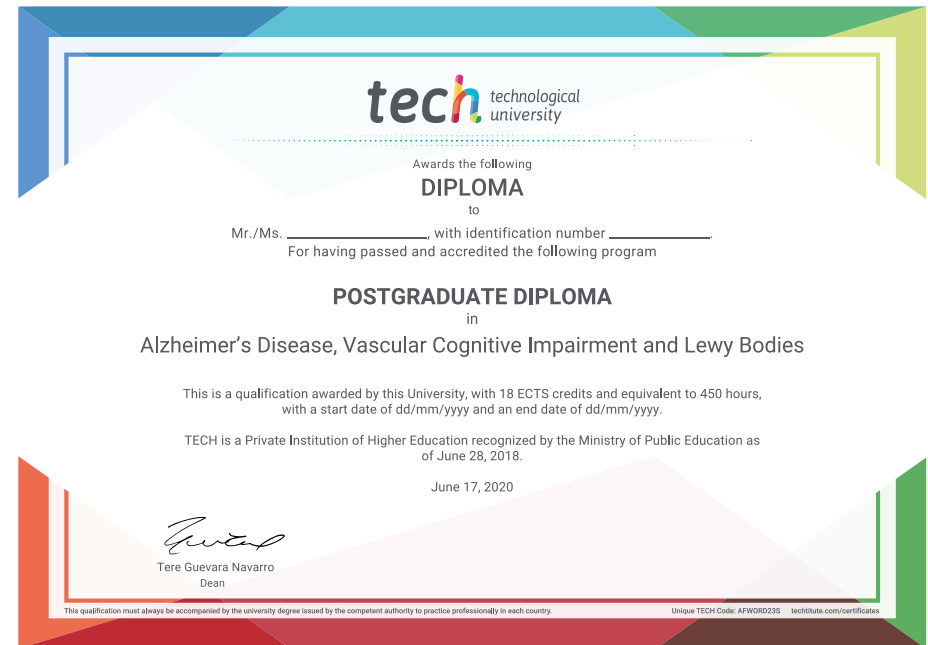 tech technological
university
Awards the following
DIPLOMA
to
Mr./Ms. ____________________, with identification number ______________.
For having passed and accredited the following program
POSTGRADUATE DIPLOMA
in
Alzheimer's Disease, Vascular Cognitive Impairment and Lewy Bodies
This is a qualification awarded by this University, with 18 ECTS credits and equivalent to 450 hours,
with a start date of dd/mm/yyyy and an end date of dd/mm/yyyy.
TECH is a Private Institution of Higher Education recognized by the Ministry of Public Education as
of June 28, 2018.
June 17, 2020
Tere Guevara Navarro
Dean
This qualification must always be accompanied by the university degree issued by the competent authority to practice professionally in each country.
Unique TECH Code: AFWORD23S techtitute.com/certificates